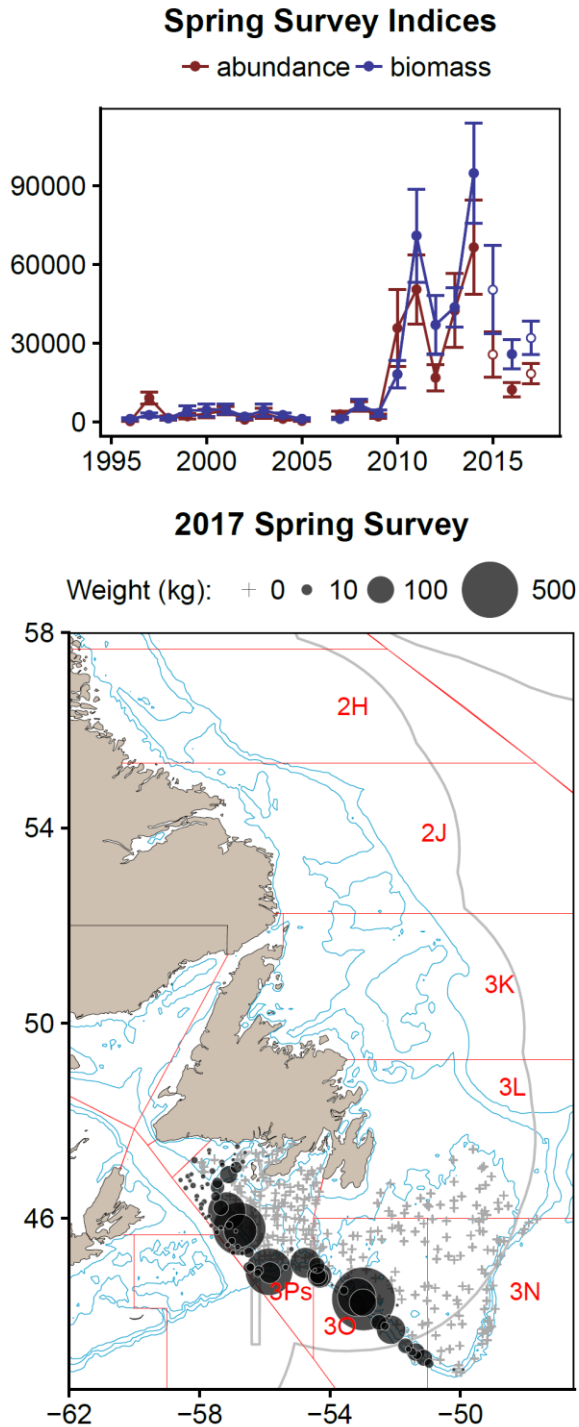 Spring Survey Indices
abundance biomass
90000
60000
30000
0
1995 2000 2005 2010 2015
2017 Spring Survey
Weight (kg): 0 10 100 500
58
2H
54
2J
3K
50
3L
46
3Ps
3N
3O
−62 −58 −54 −50